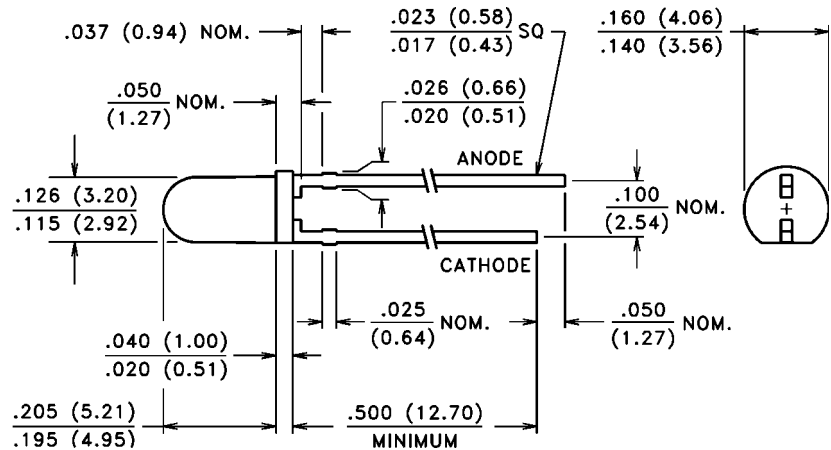 .037 (0.94) NOM.
.023 (0.58)
.017 (0.43) SQ
.160 (4.06)
.140 (3.56)
.050 NOM.
(1.27)
.026 (0.66)
.020 (0.51)
ANODE
.126 (3.20)
.115 (2.92)
.100 NOM.
(2.54)
+
CATHODE
.025 NOM.
(0.64)
.050 NOM.
(1.27)
.040 (1.00)
.020 (0.51)
.205 (5.21)
.195 (4.95)
.500 (12.70)
MINIMUM